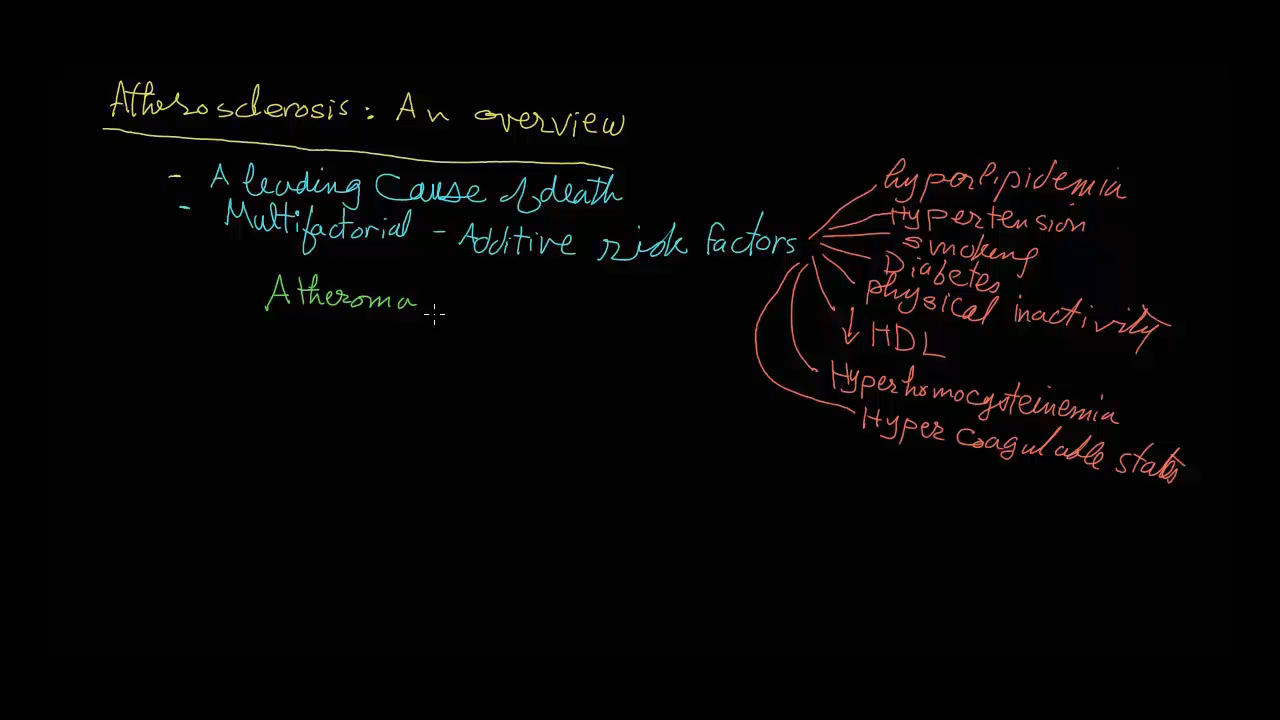 Atherosclerosis: An overview
- A leading Cause of death
- Multifactorial - Additive risk factors
hyperlipidemia
Hypertension
smoking
Diabetes
physical inactivity
↓ HDL
Hyperhomocysteinemia
Hyper coagulable states
Atheroma